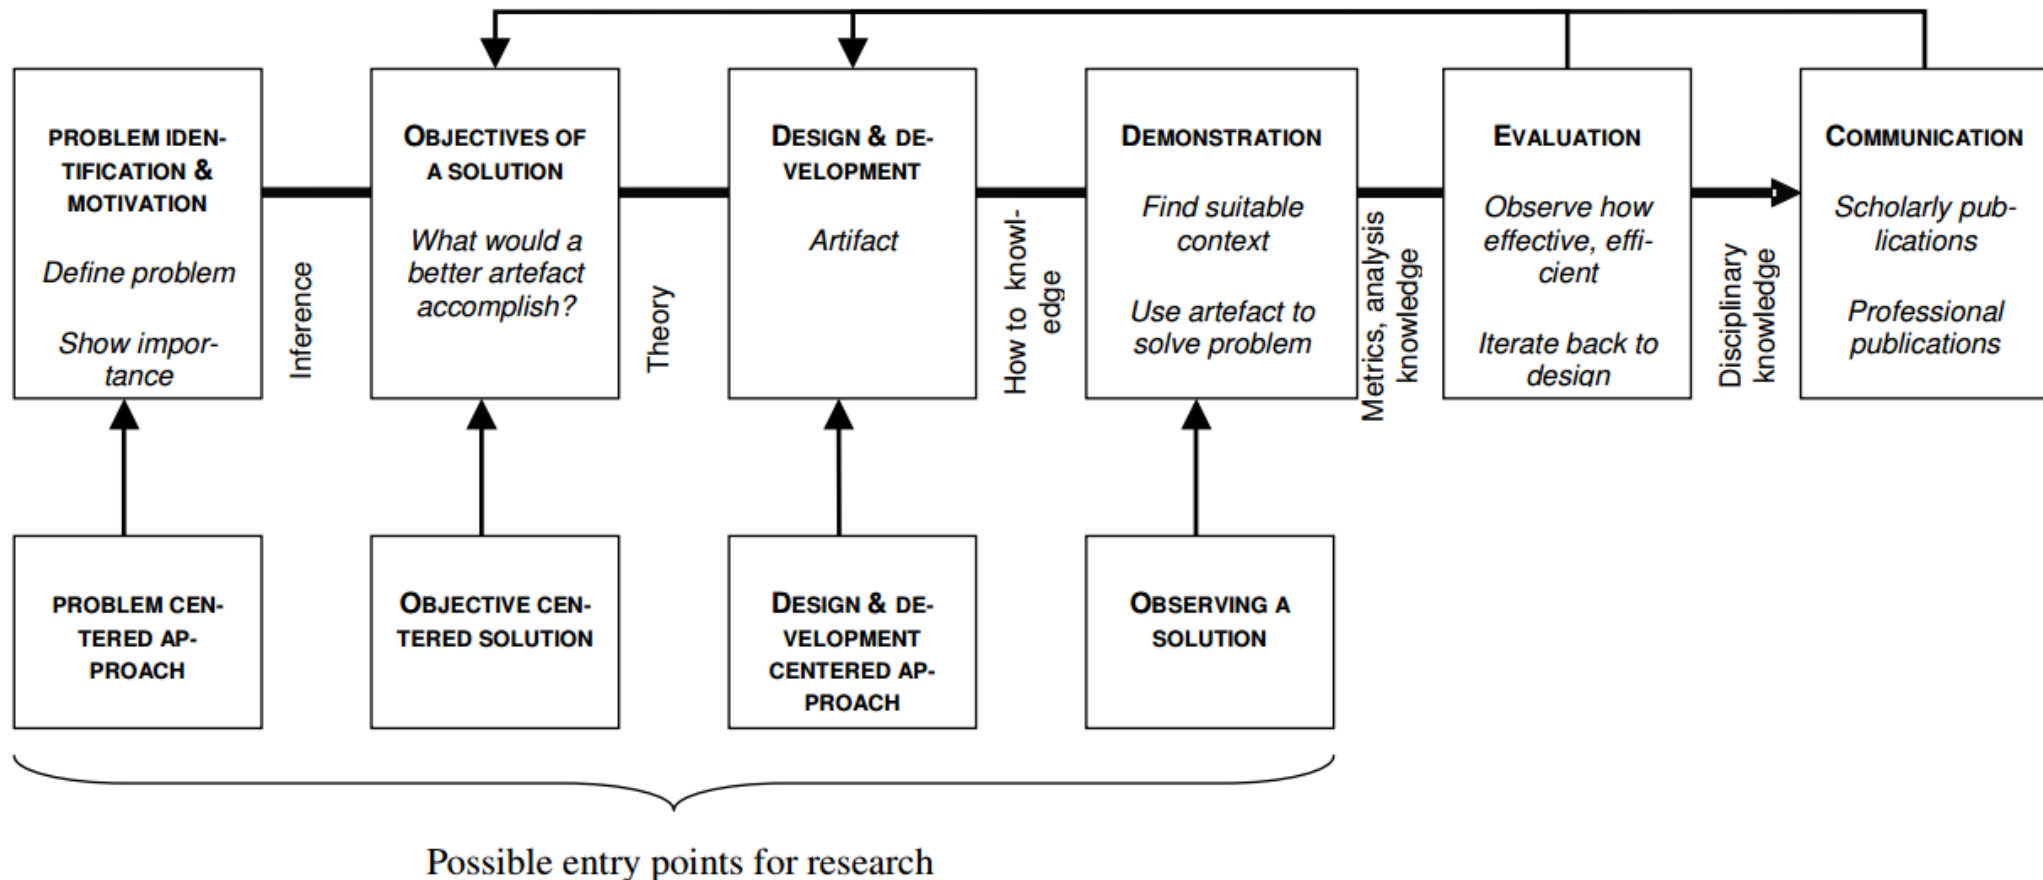 PROBLEM IDEN-
TIFICATION &
MOTIVATION
Define problem
Show impor-
tance
Inference
OBJECTIVES OF
A SOLUTION
What would a
better artefact
accomplish?
Theory
DESIGN & DE-
VELOPMENT
Artifact
How to knowl-
edge
DEMONSTRATION
Find suitable
context
Use artefact to
solve problem
Metrics, analysis
knowledge
EVALUATION
Observe how
effective, effi-
cient
Iterate back to
design
Disciplinary
knowledge
COMMUNICATION
Scholarly pub-
lications
Professional
publications
PROBLEM CEN-
TERED AP-
PROACH
OBJECTIVE CEN-
TERED SOLUTION
DESIGN & DE-
VELOPMENT
CENTERED AP-
PROACH
OBSERVING A
SOLUTION
Possible entry points for research